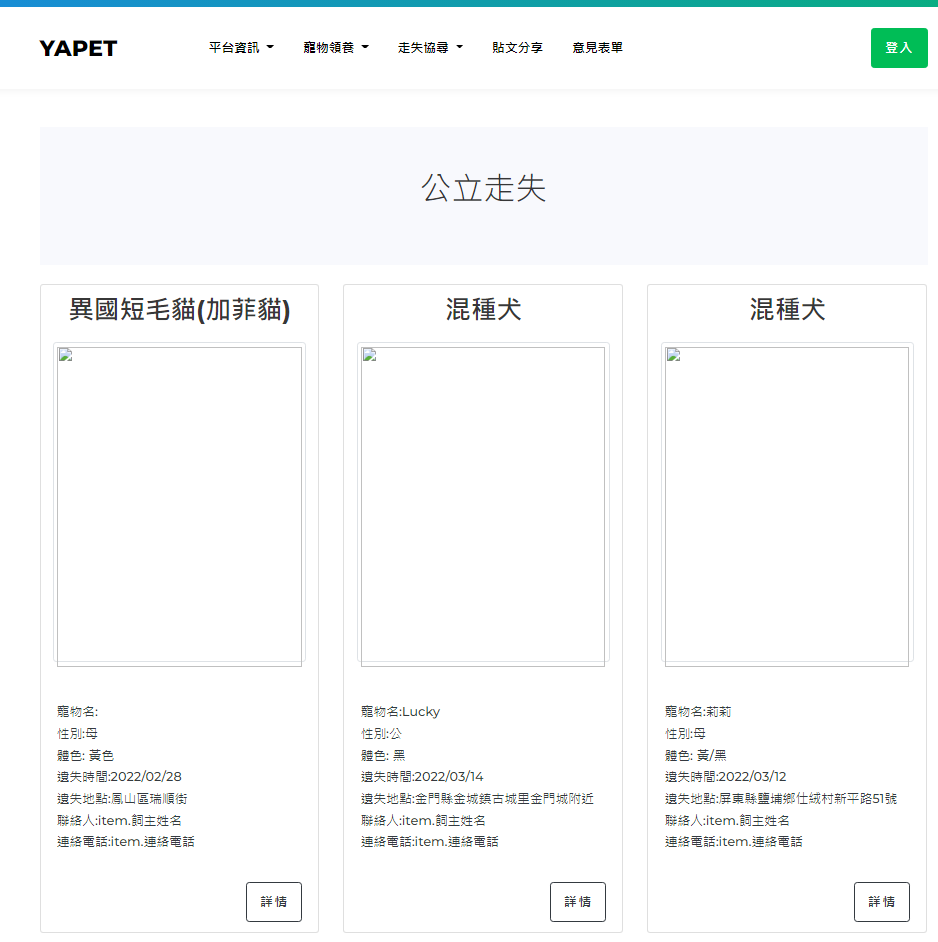 YAPET 平台資訊 寵物領養 走失協尋 貼文分享 意見表單 登入
公立走失
異國短毛貓(加菲貓) 混種犬 混種犬
寵物名: 寵物名:Lucky 寵物名:莉莉
性別:母 性別:公 性別:母
體色: 黃色 體色: 黑 體色: 黃/黑
遺失時間:2022/02/28 遺失時間:2022/03/14 遺失時間:2022/03/12
遺失地點:鳳山區瑞順街 遺失地點:金門縣金城鎮古城里金門城附近 遺失地點:屏東縣鹽埔鄉仕絨村新平路51號
聯絡人:item.飼主姓名 聯絡人:item.飼主姓名 聯絡人:item.飼主姓名
連絡電話:item.連絡電話 連絡電話:item.連絡電話 連絡電話:item.連絡電話
詳情 詳情 詳情